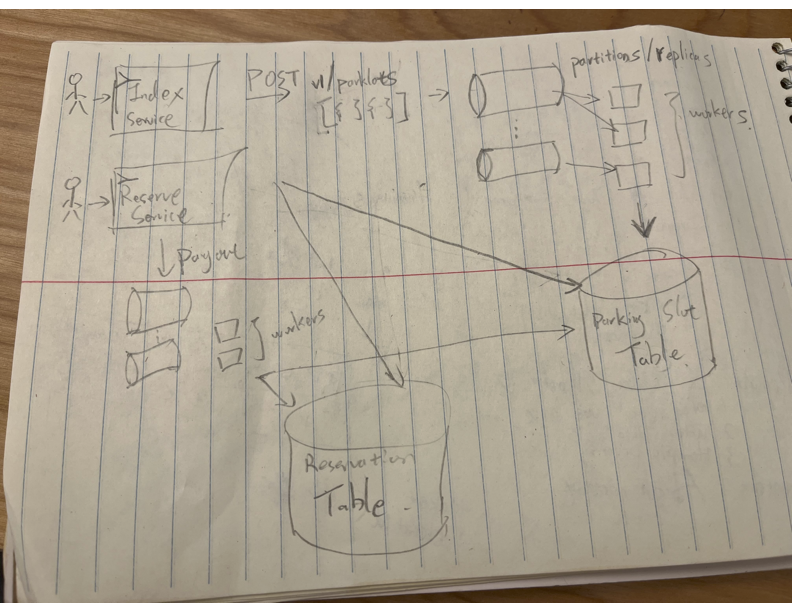 Index
Service
POST v1/parklots
[{ }{ }]
partitions/replicas
workers
Reserve
Service
Payout
workers
Parking Slot
Table
Reservation
Table